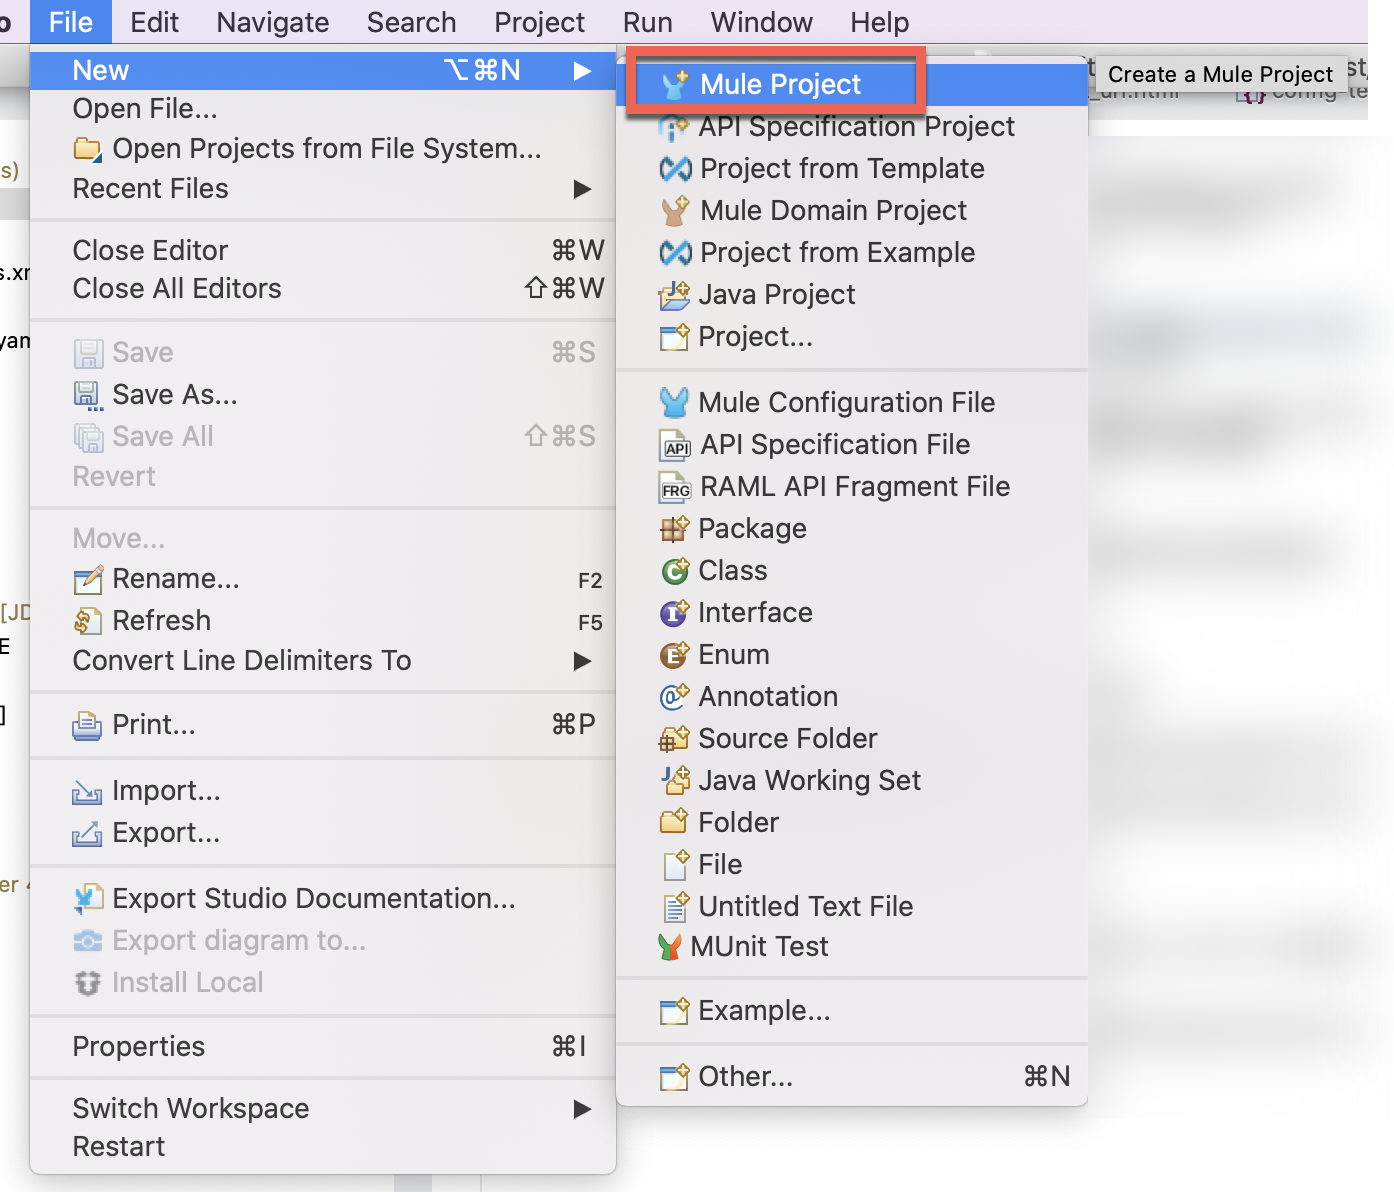 File Edit Navigate Search Project Run Window Help
New ⌥⌘N ▶
Open File...
Open Projects from File System...
Recent Files ▶
Close Editor ⌘W
Close All Editors ⇧⌘W
Save ⌘S
Save As...
Save All ⇧⌘S
Revert
Move...
Rename... F2
Refresh F5
Convert Line Delimiters To ▶
Print... ⌘P
Import...
Export...
Export Studio Documentation...
Export diagram to...
Install Local
Properties ⌘I
Switch Workspace ▶
Restart
Mule Project
API Specification Project
Project from Template
Mule Domain Project
Project from Example
Java Project
Project...
Mule Configuration File
API Specification File
RAML API Fragment File
Package
Class
Interface
Enum
Annotation
Source Folder
Java Working Set
Folder
File
Untitled Text File
MUnit Test
Example...
Other... ⌘N
Create a Mule Project